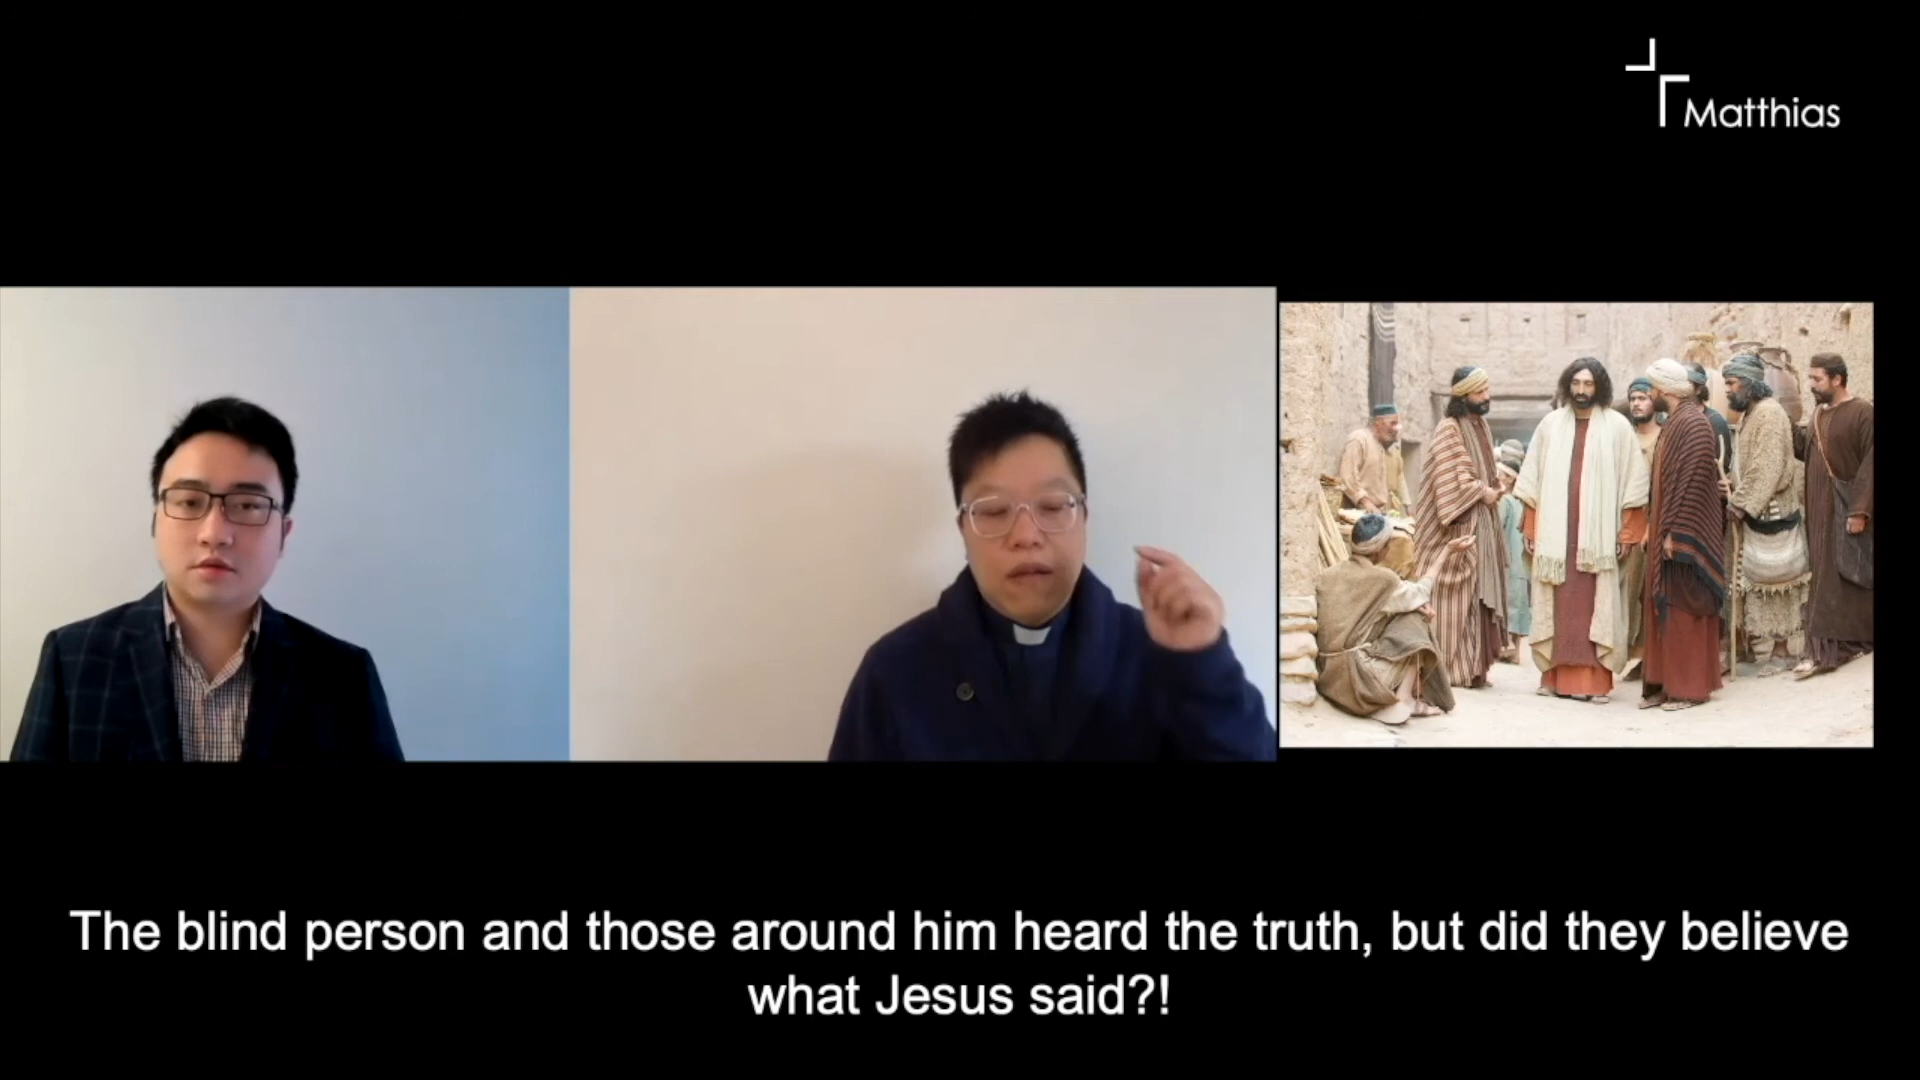 Matthias
The blind person and those around him heard the truth, but did they believe
what Jesus said?!